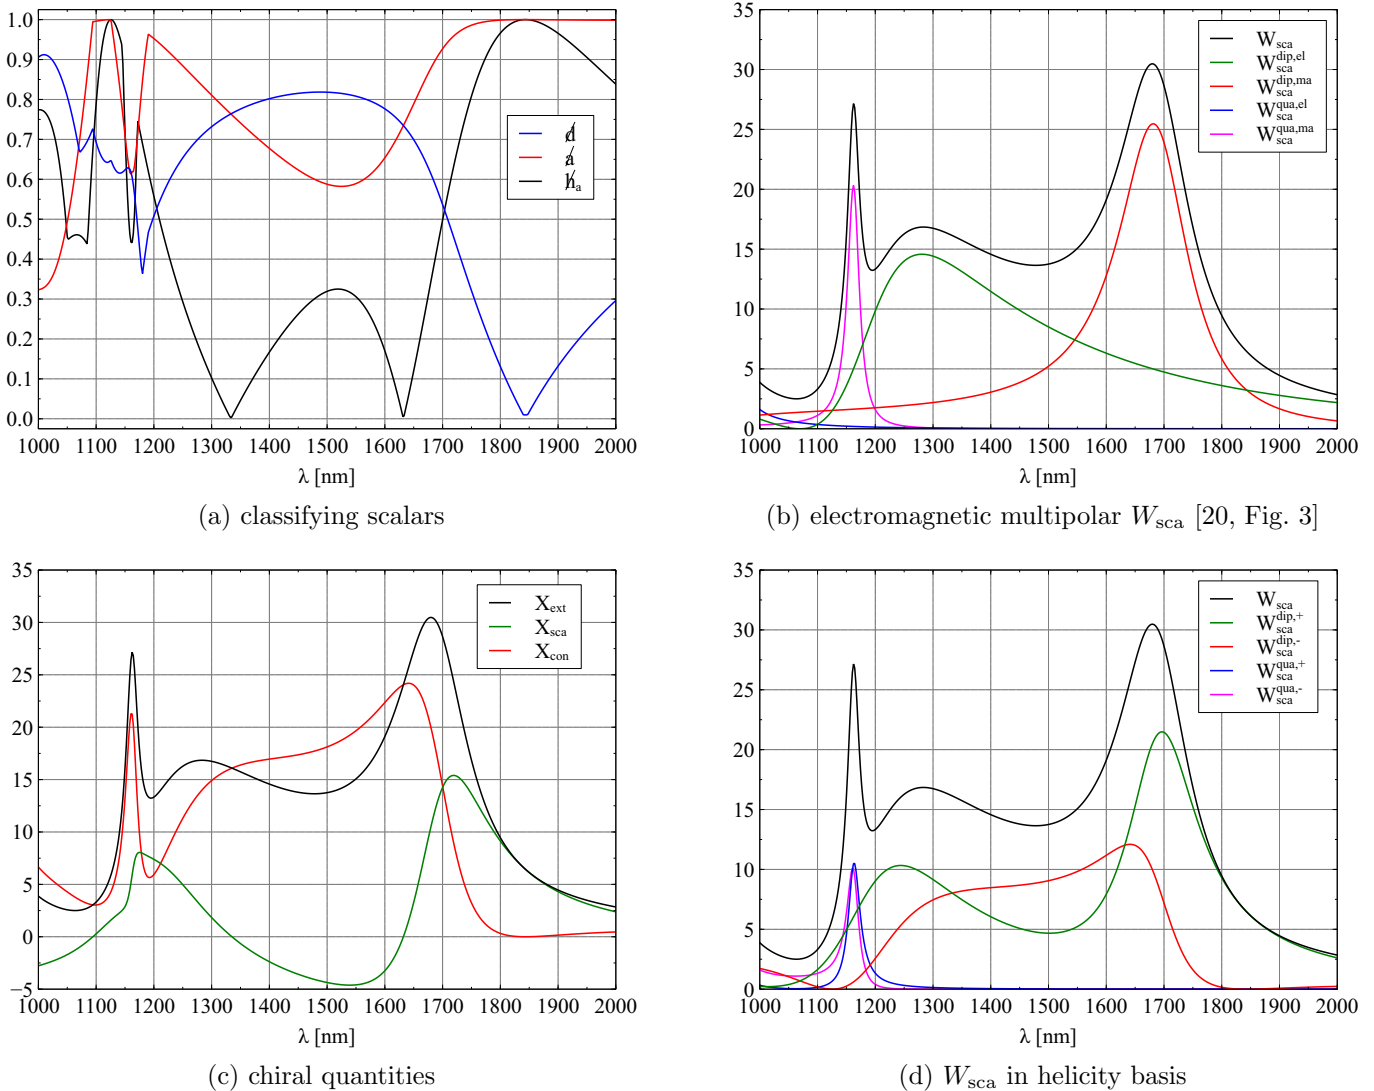 1.0
0.9
0.8
0.7
0.6
0.5
0.4
0.3
0.2
0.1
0.0
1000 1100 1200 1300 1400 1500 1600 1700 1800 1900 2000
λ [nm]
d̸
a̸
h̸ₐ
(a) classifying scalars
35
30
25
20
15
10
5
0
1000 1100 1200 1300 1400 1500 1600 1700 1800 1900 2000
λ [nm]
W_sca
W_sca^dip,el
W_sca^dip,ma
W_sca^qua,el
W_sca^qua,ma
(b) electromagnetic multipolar W_sca [20, Fig. 3]
35
30
25
20
15
10
5
0
−5
1000 1100 1200 1300 1400 1500 1600 1700 1800 1900 2000
λ [nm]
X_ext
X_sca
X_con
(c) chiral quantities
35
30
25
20
15
10
5
0
1000 1100 1200 1300 1400 1500 1600 1700 1800 1900 2000
λ [nm]
W_sca
W_sca^dip,+
W_sca^dip,-
W_sca^qua,+
W_sca^qua,-
(d) W_sca in helicity basis